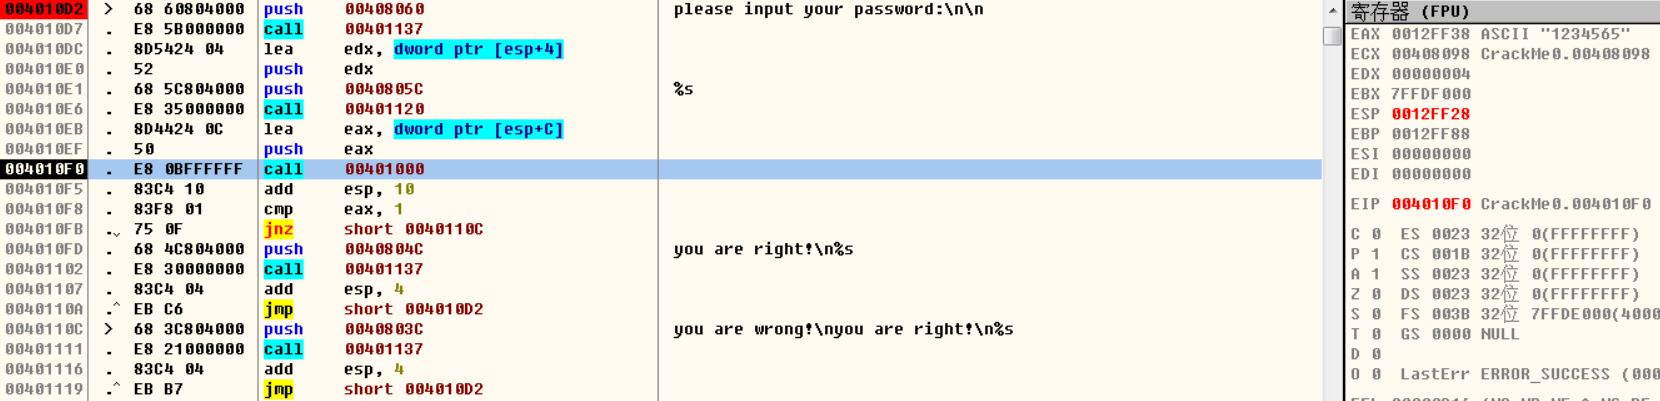 004010D2 > 68 60804000 push 00408060 please input your password:\n\n
004010D7 . E8 5B000000 call 00401137
004010DC . 8D5424 04 lea edx, dword ptr [esp+4]
004010E0 . 52 push edx
004010E1 . 68 5C804000 push 0040805C %s
004010E6 . E8 35000000 call 00401120
004010EB . 8D4424 0C lea eax, dword ptr [esp+C]
004010EF . 50 push eax
004010F0 . E8 0BFFFFFF call 00401000
004010F5 . 83C4 10 add esp, 10
004010F8 . 83F8 01 cmp eax, 1
004010FB .⌄ 75 0F jnz short 0040110C
004010FD . 68 4C804000 push 0040804C you are right!\n%s
00401102 . E8 30000000 call 00401137
00401107 . 83C4 04 add esp, 4
0040110A .^ EB C6 jmp short 004010D2
0040110C > 68 3C804000 push 0040803C you are wrong!\nyou are right!\n%s
00401111 . E8 21000000 call 00401137
00401116 . 83C4 04 add esp, 4
00401119 .^ EB B7 jmp short 004010D2
寄存器 (FPU)
EAX 0012FF38 ASCII "1234565"
ECX 00408098 CrackMe0.00408098
EDX 00000004
EBX 7FFDF000
ESP 0012FF28
EBP 0012FF88
ESI 00000000
EDI 00000000
EIP 004010F0 CrackMe0.004010F0
C 0 ES 0023 32位 0(FFFFFFFF)
P 1 CS 001B 32位 0(FFFFFFFF)
A 1 SS 0023 32位 0(FFFFFFFF)
Z 0 DS 0023 32位 0(FFFFFFFF)
S 0 FS 003B 32位 7FFDE000(4000
T 0 GS 0000 NULL
D 0
O 0 LastErr ERROR_SUCCESS (000